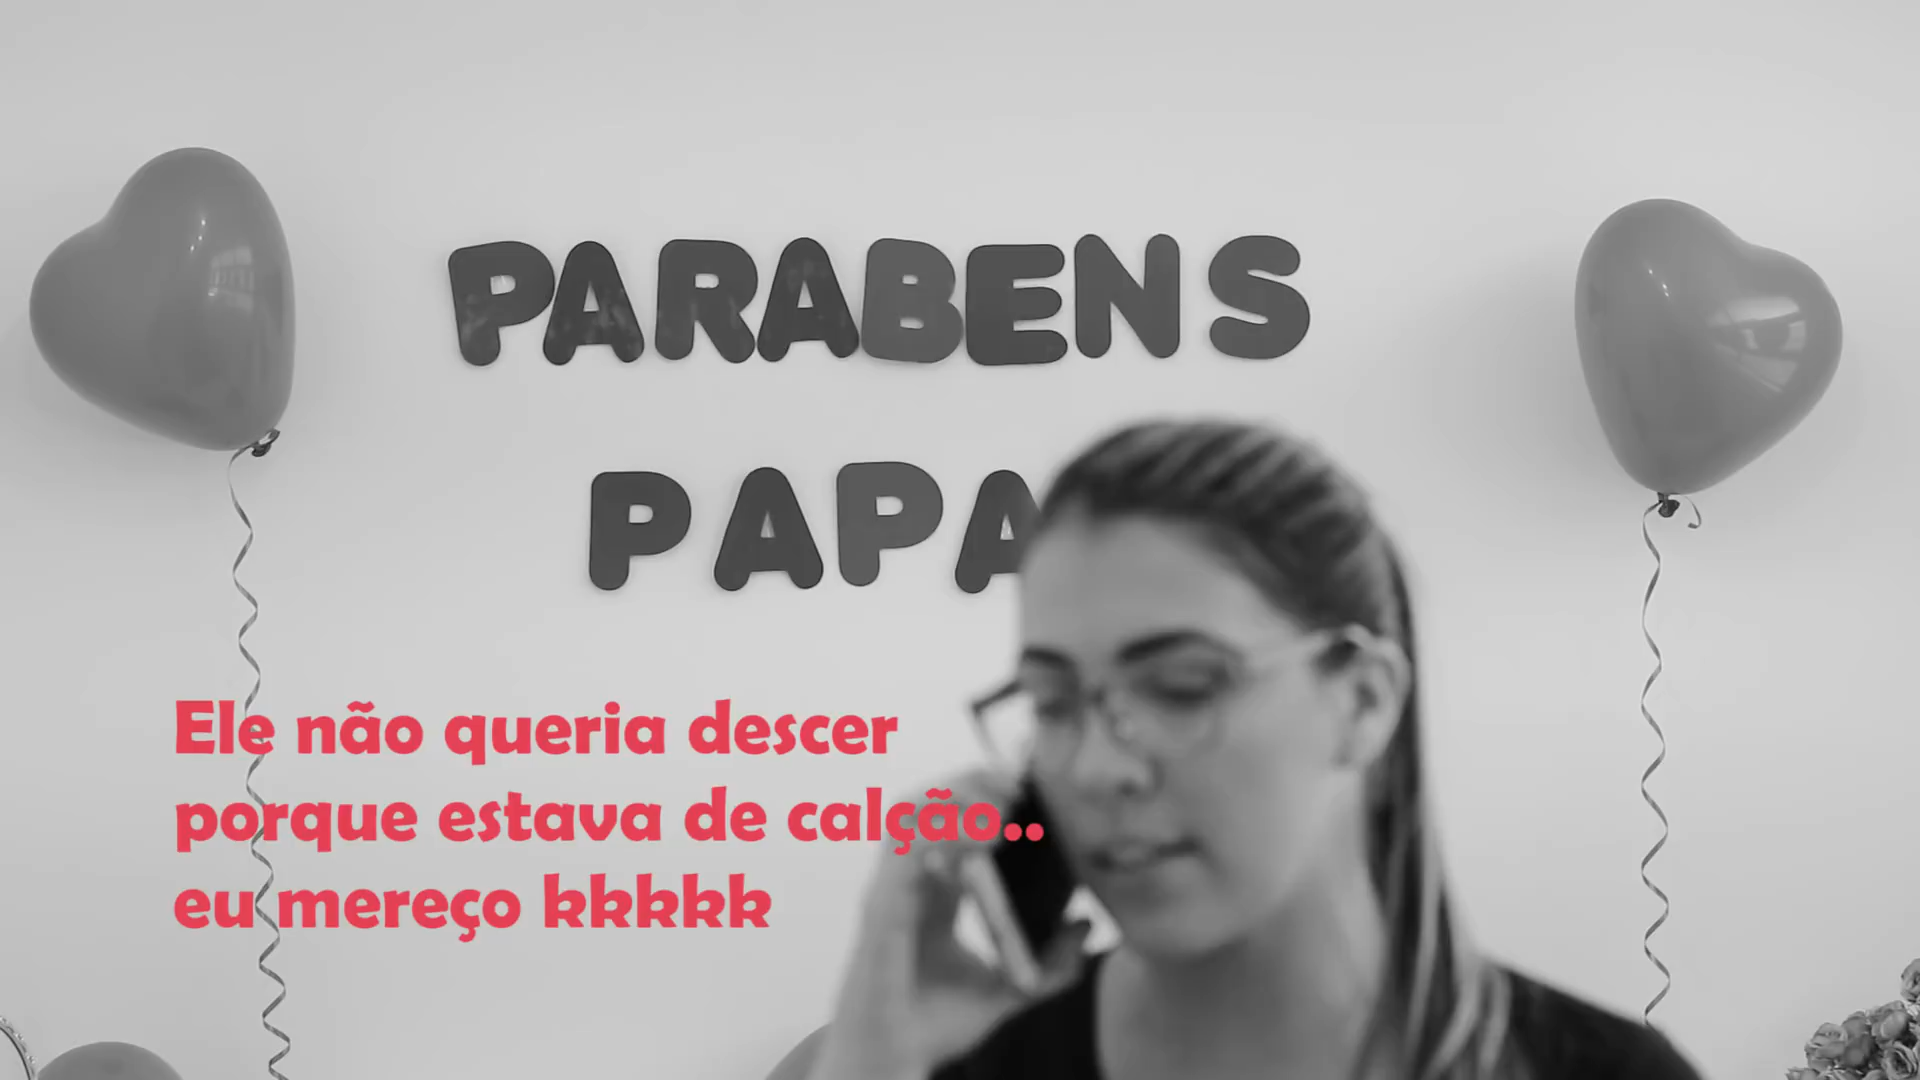 PARABENS
PAPA
Ele não queria descer
porque estava de calção..
eu mereço kkkkk